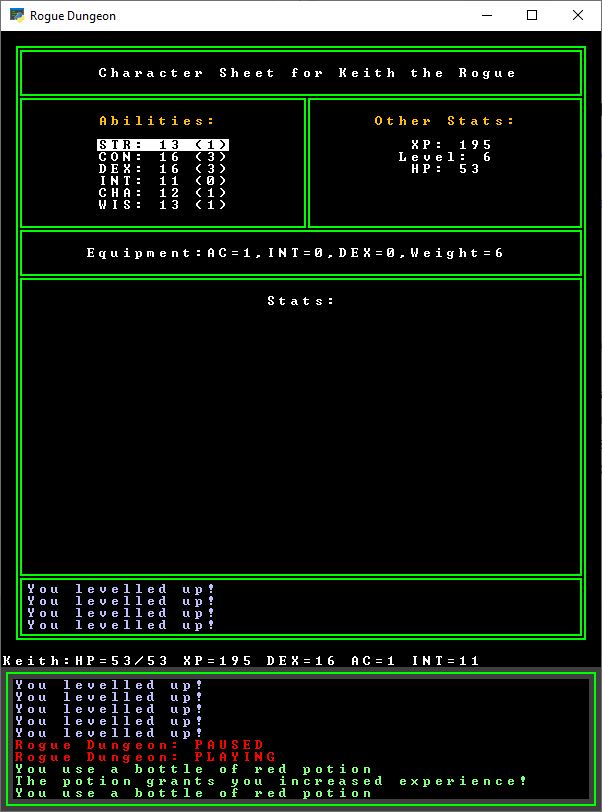 Rogue Dungeon
Character Sheet for Keith the Rogue
Abilities:
STR: 13 (1)
CON: 16 (3)
DEX: 16 (3)
INT: 11 (0)
CHA: 12 (1)
WIS: 13 (1)
Other Stats:
XP: 195
Level: 6
HP: 53
Equipment:AC=1,INT=0,DEX=0,Weight=6
Stats:
You levelled up!
You levelled up!
You levelled up!
You levelled up!
Keith:HP=53/53 XP=195 DEX=16 AC=1 INT=11
You levelled up!
You levelled up!
You levelled up!
You levelled up!
You levelled up!
Rogue Dungeon: PAUSED
Rogue Dungeon: PLAYING
You use a bottle of red potion
The potion grants you increased experience!
You use a bottle of red potion